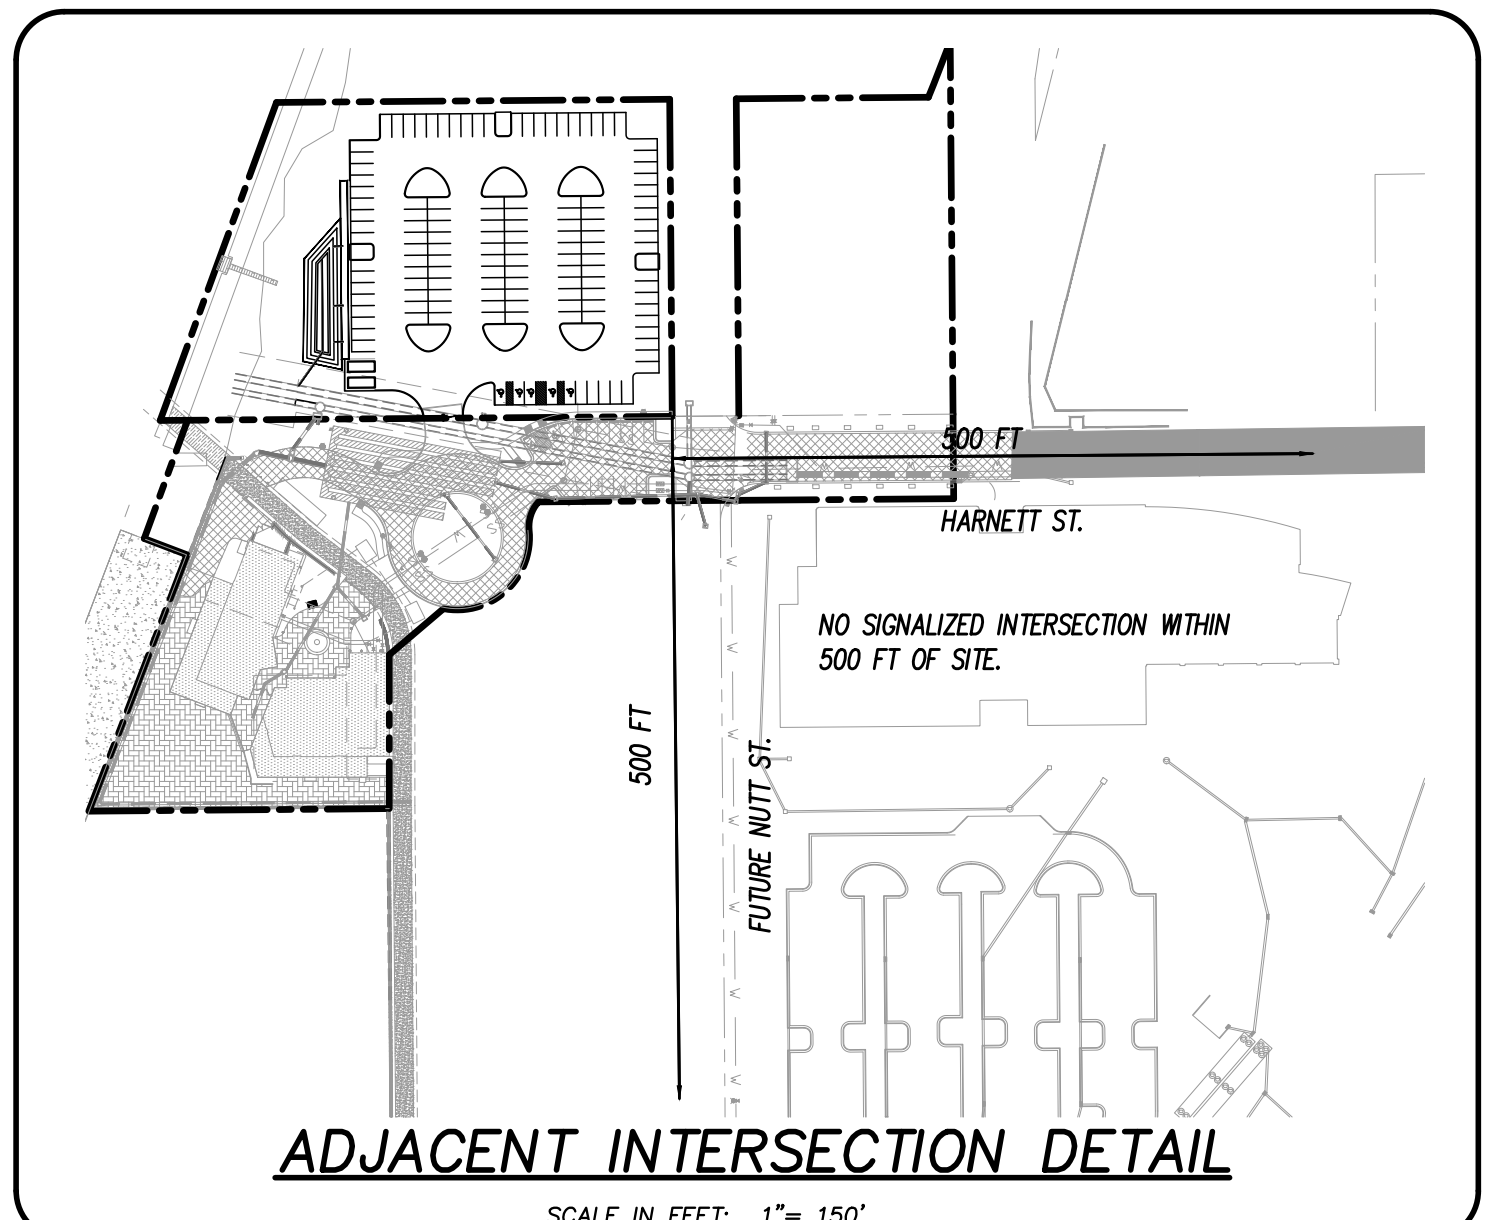 500 FT
HARNETT ST.
NO SIGNALIZED INTERSECTION WITHIN
500 FT OF SITE.
500 FT
FUTURE NUTT ST.
ADJACENT INTERSECTION DETAIL
SCALE IN FEET: 1"= 150'